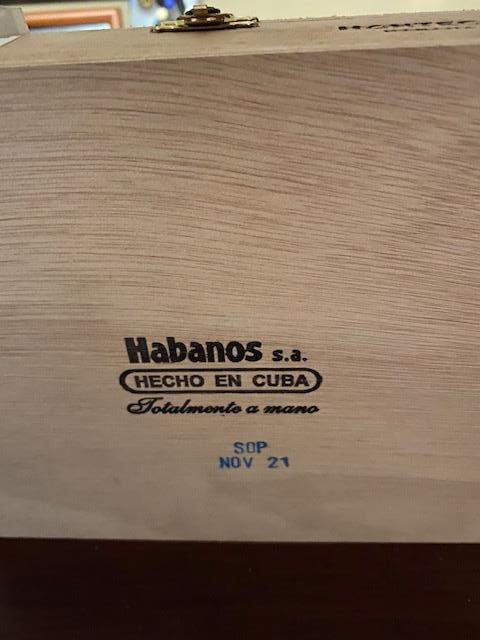 Habanos s.a.
HECHO EN CUBA
Totalmente a mano
SOP
NOV 21